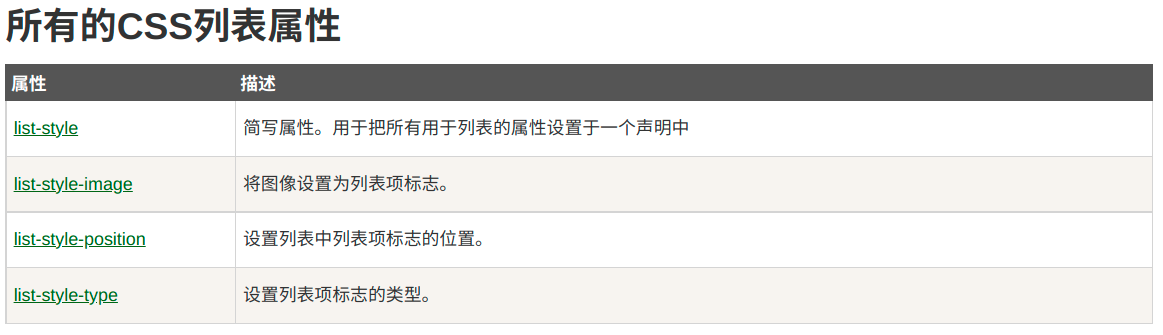 所有的CSS列表属性
属性 描述
list-style 简写属性。用于把所有用于列表的属性设置于一个声明中
list-style-image 将图像设置为列表项标志。
list-style-position 设置列表中列表项标志的位置。
list-style-type 设置列表项标志的类型。